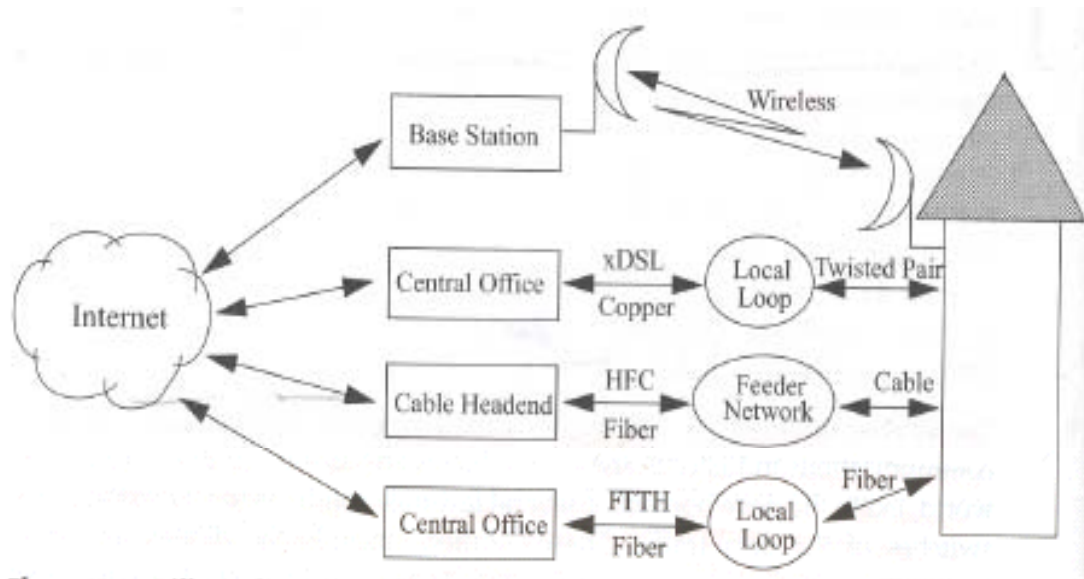 Wireless
Base Station
Internet
Central Office
xDSL
Copper
Local
Loop
Twisted Pair
Cable Headend
HFC
Fiber
Feeder
Network
Cable
Central Office
FTTH
Fiber
Local
Loop
Fiber